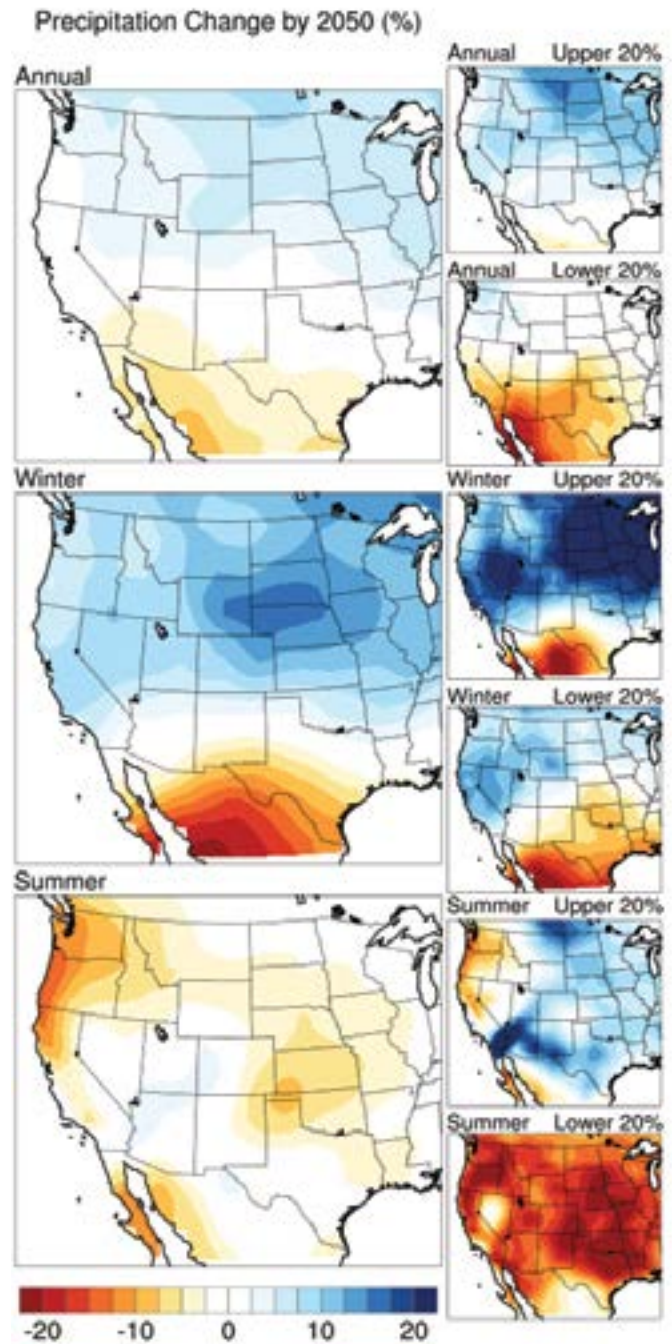 Precipitation Change by 2050 (%)
Annual
Annual Upper 20%
Annual Lower 20%
Winter
Winter Upper 20%
Winter Lower 20%
Summer
Summer Upper 20%
Summer Lower 20%
-20 -10 0 10 20